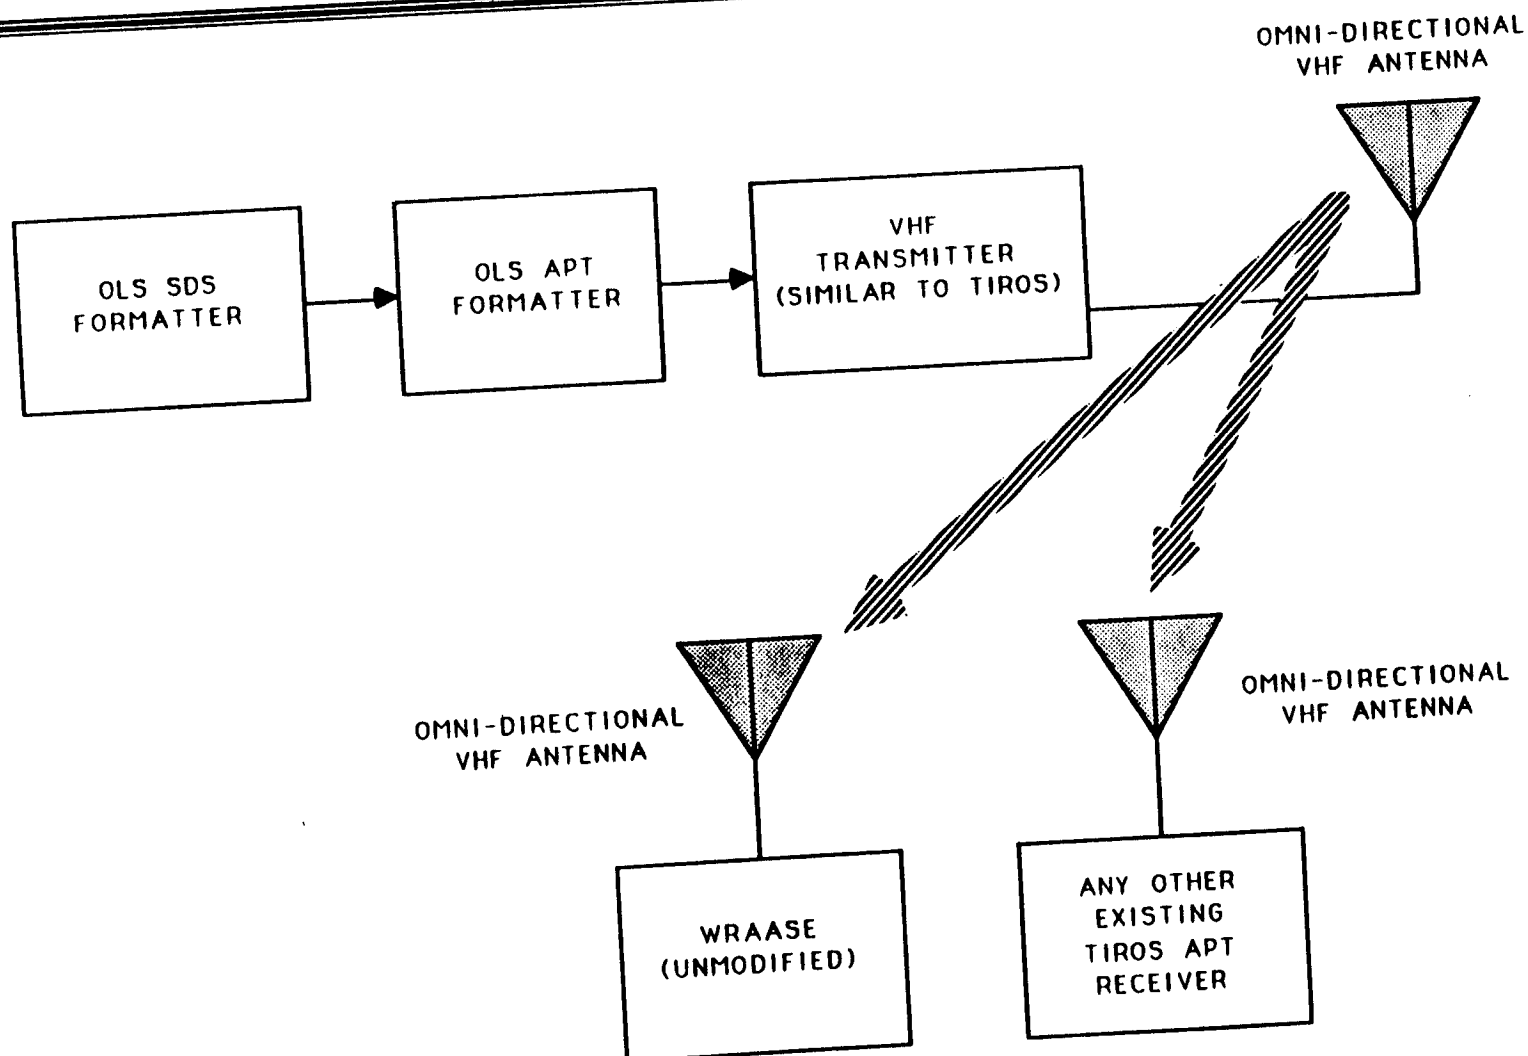 OMNI-DIRECTIONAL
VHF ANTENNA
OLS SDS
FORMATTER
OLS APT
FORMATTER
VHF
TRANSMITTER
(SIMILAR TO TIROS)
OMNI-DIRECTIONAL
VHF ANTENNA
OMNI-DIRECTIONAL
VHF ANTENNA
WRAASE
(UNMODIFIED)
ANY OTHER
EXISTING
TIROS APT
RECEIVER